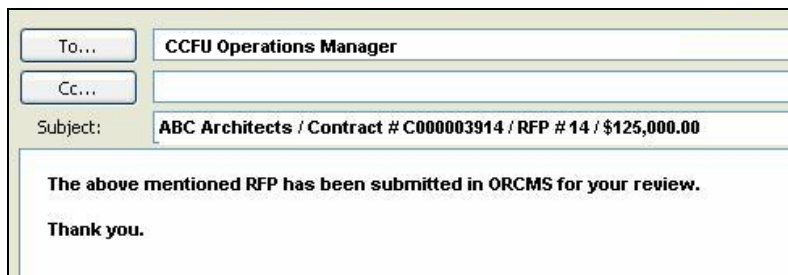 To... CCFU Operations Manager
Cc...
Subject: ABC Architects / Contract # C000003914 / RFP # 14 / $125,000.00
The above mentioned RFP has been submitted in ORCMS for your review.
Thank you.